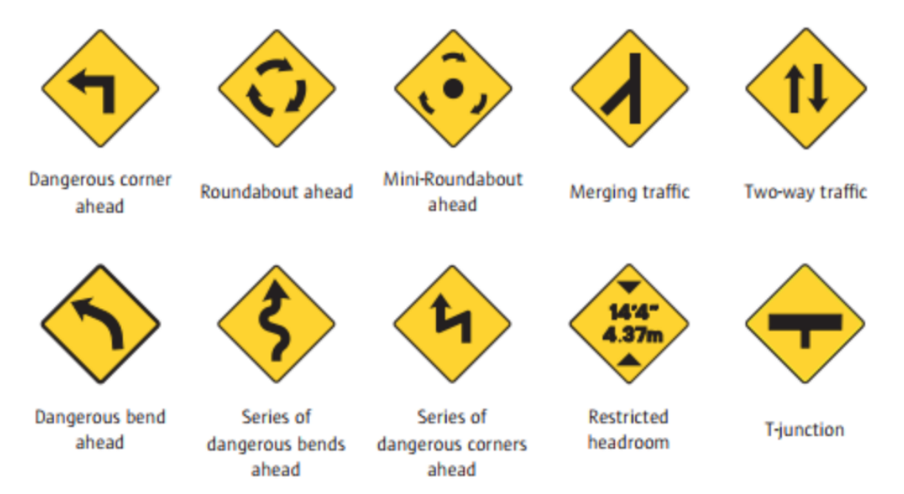 Dangerous corner
ahead
Roundabout ahead
Mini-Roundabout
ahead
Merging traffic
Two-way traffic
14'4"
4.37m
Dangerous bend
ahead
Series of
dangerous bends
ahead
Series of
dangerous corners
ahead
Restricted
headroom
T-junction